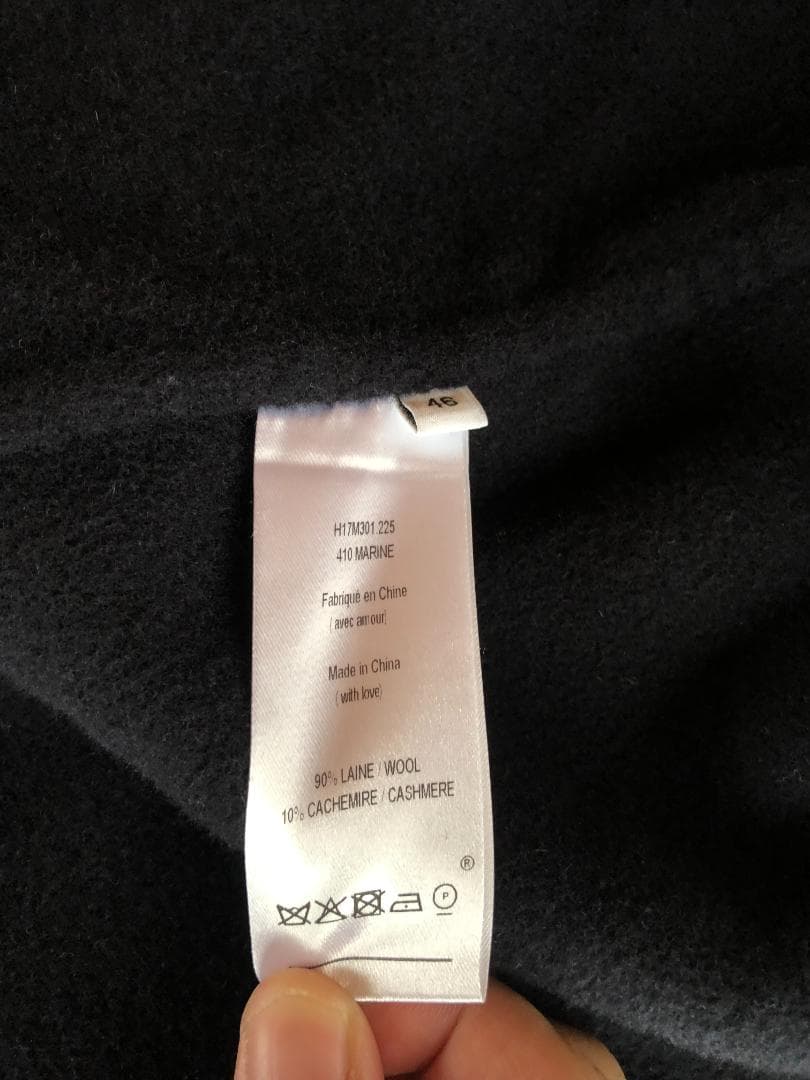 46
H17M301.225
410 MARINE
Fabriqué en Chine
(avec amour)
Made in China
(with love)
90% LAINE / WOOL
10% CACHEMIRE / CASHMERE
®
P